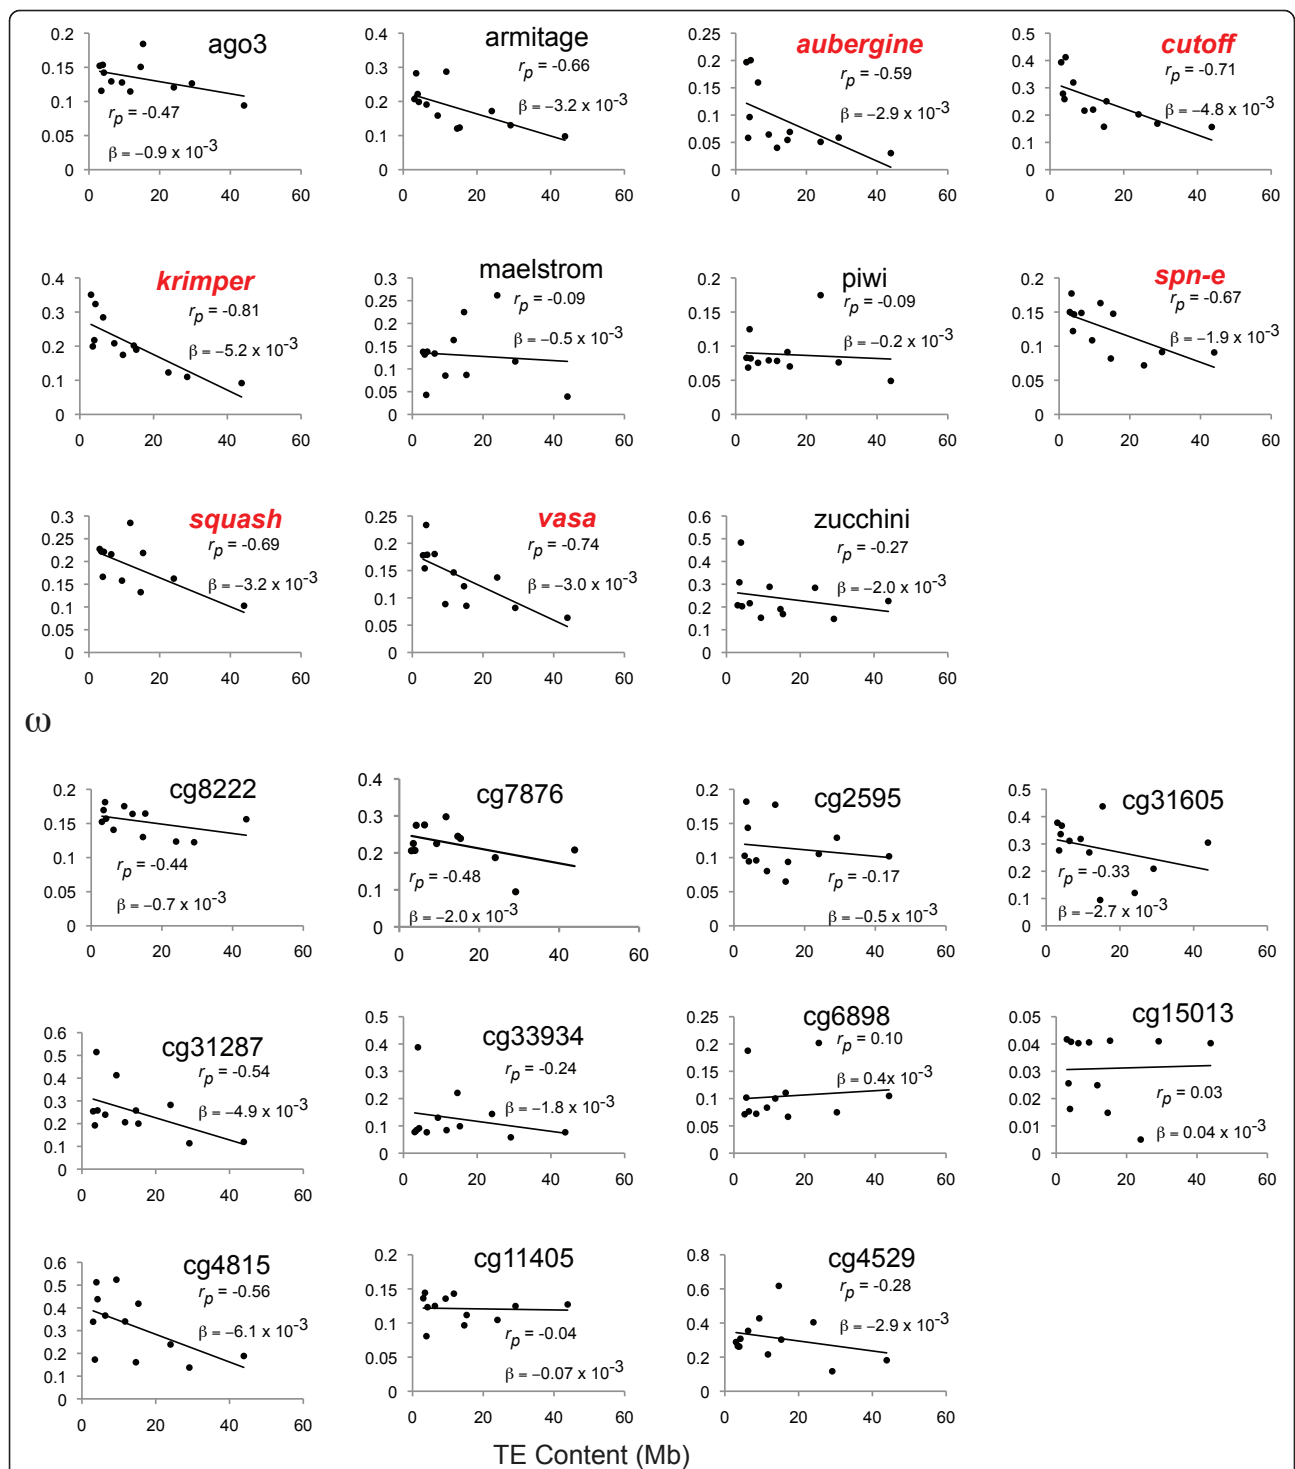 ago3
0.2
0.15
0.1
0.05
0
0 20 40 60
rp = -0.47
β = −0.9 x 10-3
armitage
0.4
0.3
0.2
0.1
0
0 20 40 60
rp = -0.66
β = −3.2 x 10-3
aubergine
0.25
0.2
0.15
0.1
0.05
0
0 20 40 60
rp = -0.59
β = −2.9 x 10-3
cutoff
0.5
0.4
0.3
0.2
0.1
0
0 20 40 60
rp = -0.71
β = −4.8 x 10-3
krimper
0.4
0.3
0.2
0.1
0
0 20 40 60
rp = -0.81
β = −5.2 x 10-3
maelstrom
0.3
0.25
0.2
0.15
0.1
0.05
0
0 20 40 60
rp = -0.09
β = −0.5 x 10-3
piwi
0.2
0.15
0.1
0.05
0
0 20 40 60
rp = -0.09
β = −0.2 x 10-3
spn-e
0.2
0.15
0.1
0.05
0
0 20 40 60
rp = -0.67
β = −1.9 x 10-3
squash
0.3
0.25
0.2
0.15
0.1
0.05
0
0 20 40 60
rp = -0.69
β = −3.2 x 10-3
vasa
0.25
0.2
0.15
0.1
0.05
0
0 20 40 60
rp = -0.74
β = −3.0 x 10-3
zucchini
0.6
0.5
0.4
0.3
0.2
0.1
0
0 20 40 60
rp = -0.27
β = −2.0 x 10-3
ω
cg8222
0.2
0.15
0.1
0.05
0
0 20 40 60
rp = -0.44
β = −0.7 x 10-3
cg7876
0.4
0.3
0.2
0.1
0
0 20 40 60
rp = -0.48
β = −2.0 x 10-3
cg2595
0.2
0.15
0.1
0.05
0
0 20 40 60
rp = -0.17
β = −0.5 x 10-3
cg31605
0.5
0.4
0.3
0.2
0.1
0
0 20 40 60
rp = -0.33
β = −2.7 x 10-3
cg31287
0.6
0.5
0.4
0.3
0.2
0.1
0
0 20 40 60
rp = -0.54
β = −4.9 x 10-3
cg33934
0.5
0.4
0.3
0.2
0.1
0
0 20 40 60
rp = -0.24
β = −1.8 x 10-3
cg6898
0.25
0.2
0.15
0.1
0.05
0
0 20 40 60
rp = 0.10
β = 0.4x 10-3
cg15013
0.05
0.04
0.03
0.02
0.01
0
0 20 40 60
rp = 0.03
β = 0.04 x 10-3
cg4815
0.6
0.5
0.4
0.3
0.2
0.1
0
0 20 40 60
rp = -0.56
β = −6.1 x 10-3
cg11405
0.2
0.15
0.1
0.05
0
0 20 40 60
rp = -0.04
β = −0.07 x 10-3
cg4529
0.8
0.6
0.4
0.2
0
0 20 40 60
rp = -0.28
β = −2.9 x 10-3
TE Content (Mb)